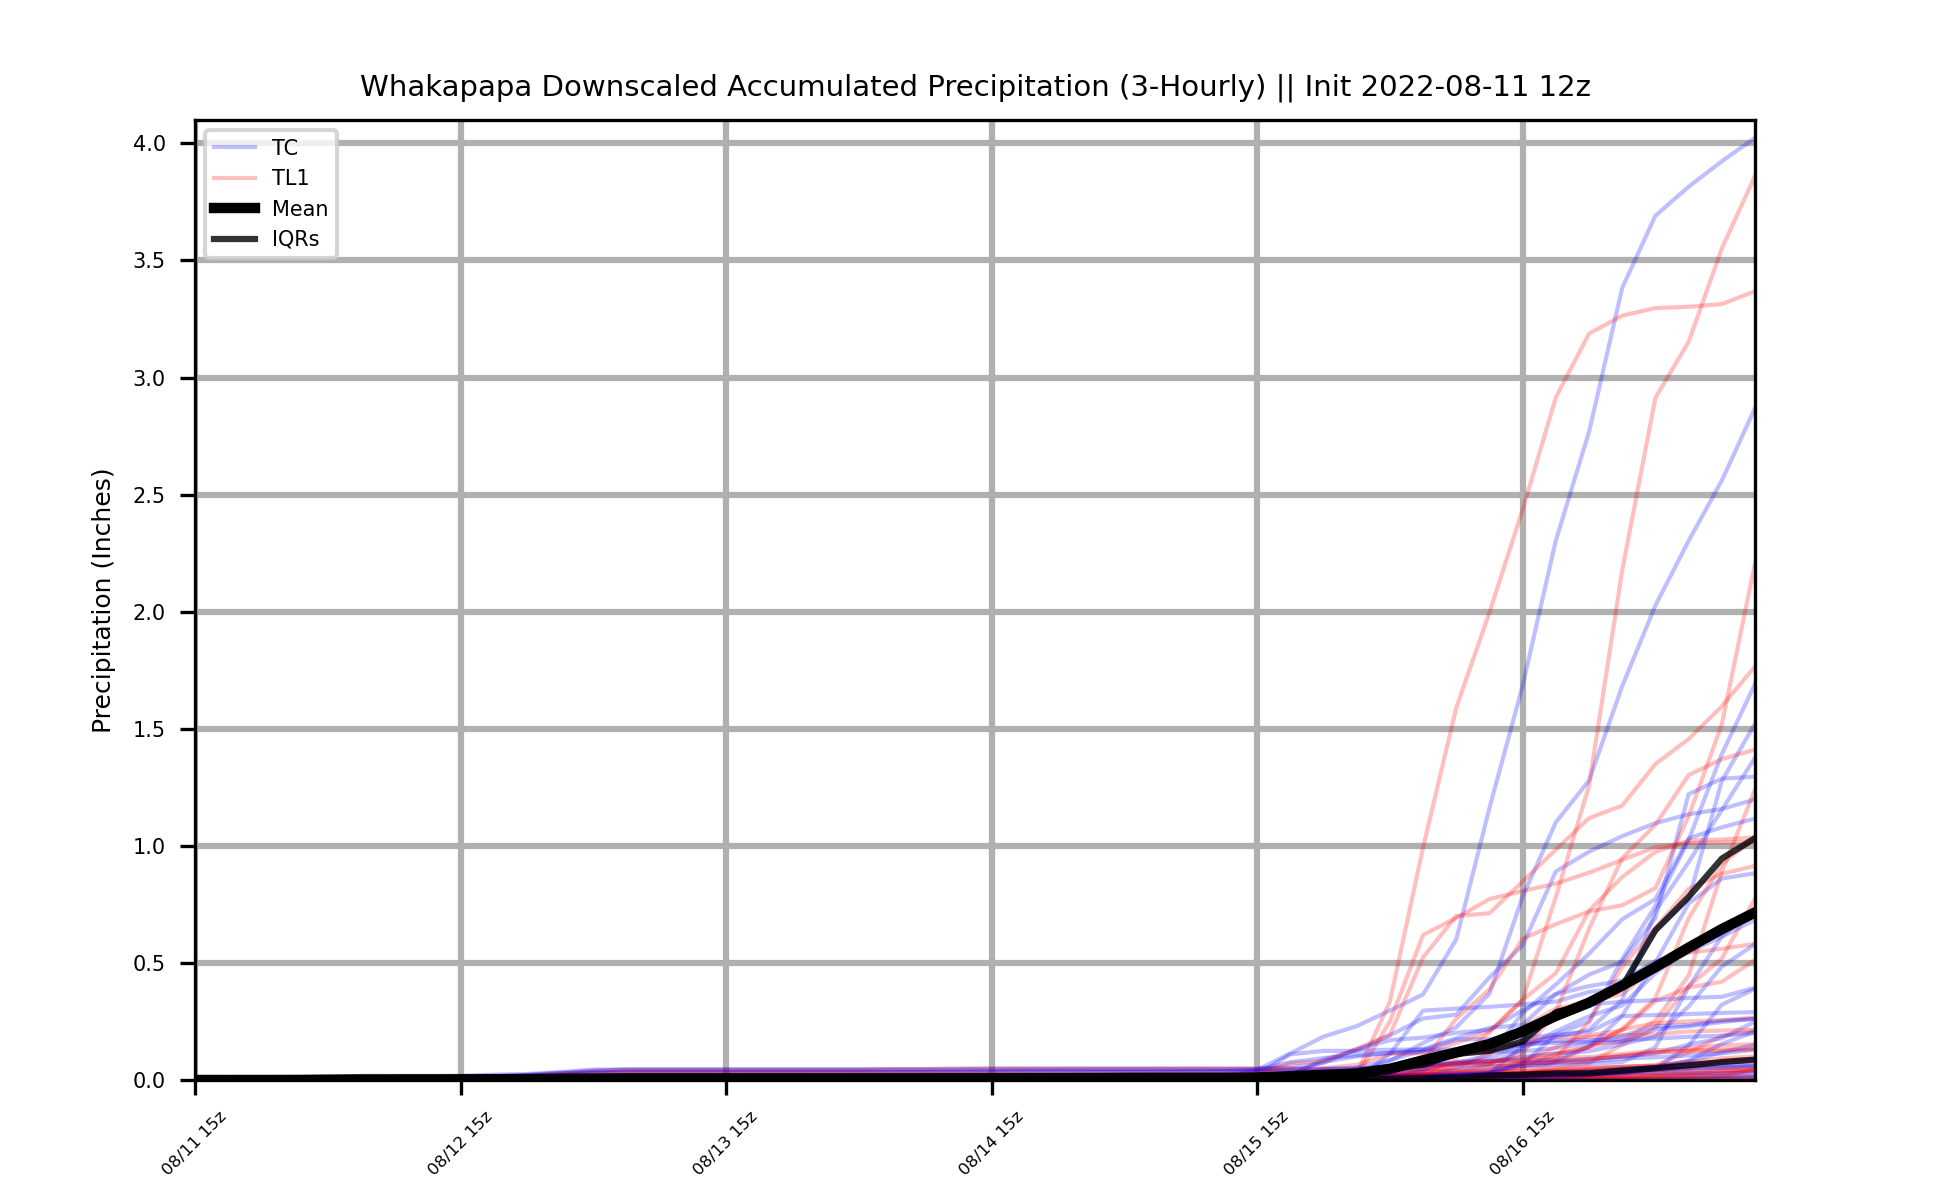 Whakapapa Downscaled Accumulated Precipitation (3-Hourly) || Init 2022-08-11 12z
TC
TL1
Mean
IQRs
Precipitation (Inches)
4.0
3.5
3.0
2.5
2.0
1.5
1.0
0.5
0.0
08/11 15z
08/12 15z
08/13 15z
08/14 15z
08/15 15z
08/16 15z